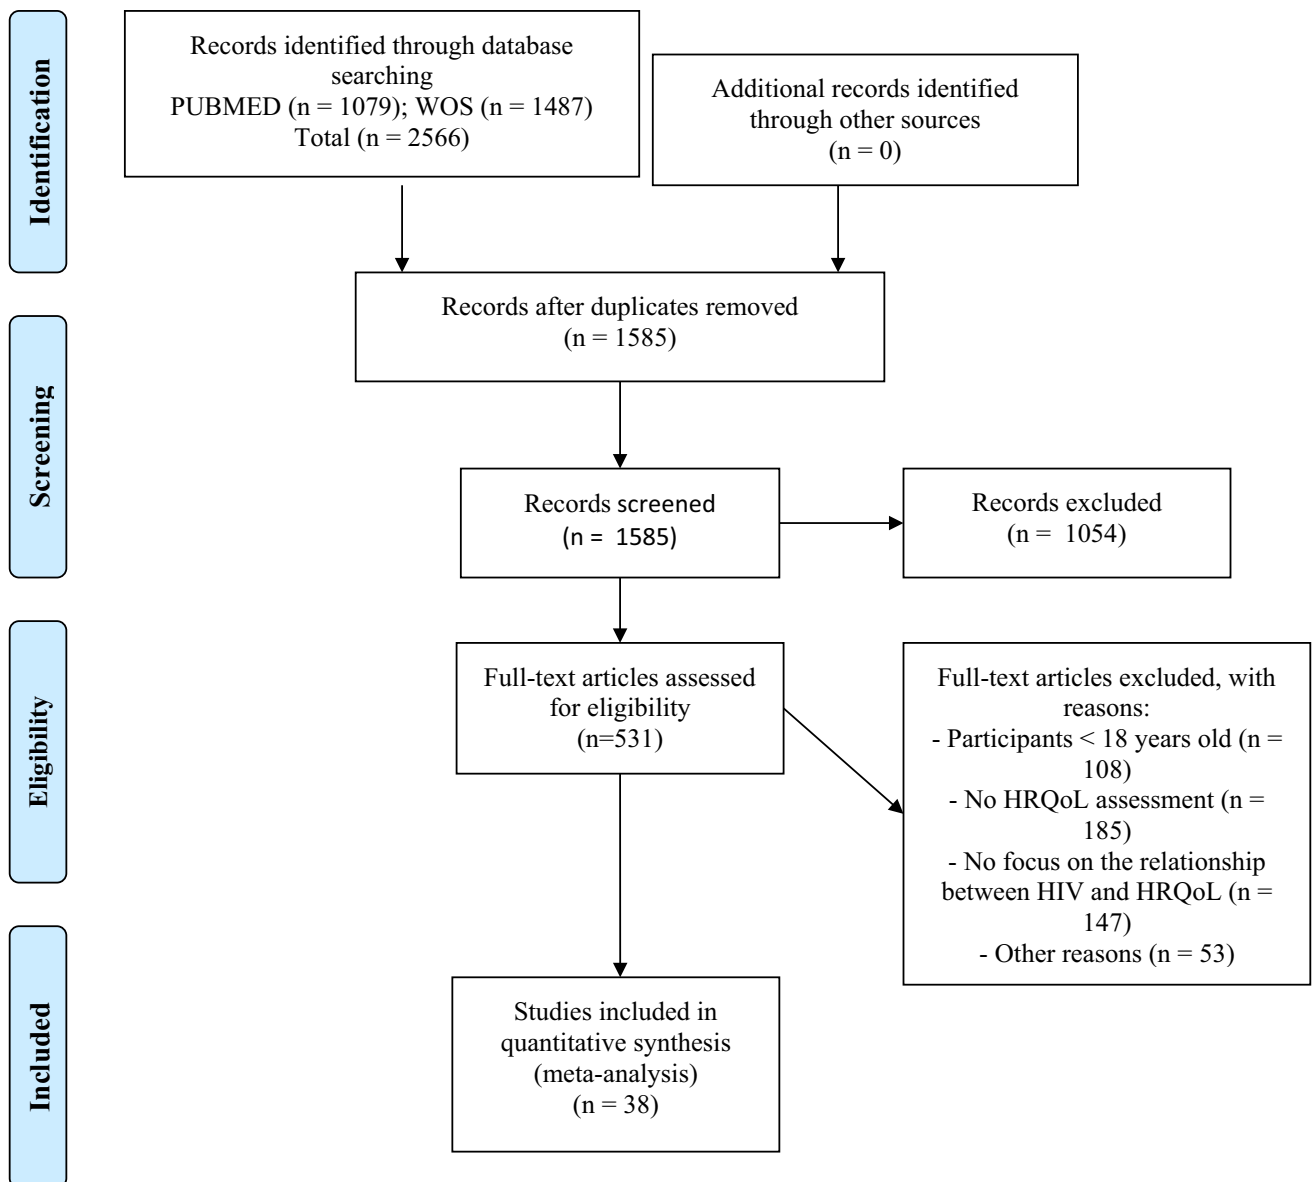 Identification
Records identified through database
searching
PUBMED (n = 1079); WOS (n = 1487)
Total (n = 2566)
Additional records identified
through other sources
(n = 0)
Records after duplicates removed
(n = 1585)
Screening
Records screened
(n = 1585)
Records excluded
(n = 1054)
Eligibility
Full-text articles assessed
for eligibility
(n=531)
Full-text articles excluded, with
reasons:
- Participants < 18 years old (n =
108)
- No HRQoL assessment (n =
185)
- No focus on the relationship
between HIV and HRQoL (n =
147)
- Other reasons (n = 53)
Included
Studies included in
quantitative synthesis
(meta-analysis)
(n = 38)